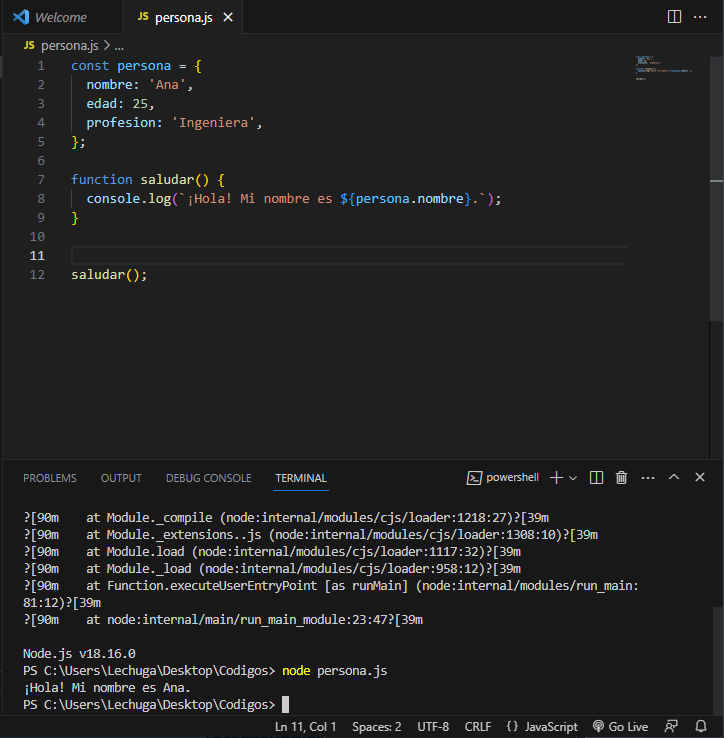 Welcome
JS persona.js
JS persona.js > ...
1 const persona = {
2 nombre: 'Ana',
3 edad: 25,
4 profesion: 'Ingeniera',
5 };
6
7 function saludar() {
8 console.log(`¡Hola! Mi nombre es ${persona.nombre}.`);
9 }
10
11
12 saludar();
PROBLEMS OUTPUT DEBUG CONSOLE TERMINAL powershell
?[90m    at Module._compile (node:internal/modules/cjs/loader:1218:27)?[39m
?[90m    at Module._extensions..js (node:internal/modules/cjs/loader:1308:10)?[39m
?[90m    at Module.load (node:internal/modules/cjs/loader:1117:32)?[39m
?[90m    at Module._load (node:internal/modules/cjs/loader:958:12)?[39m
?[90m    at Function.executeUserEntryPoint [as runMain] (node:internal/modules/run_main:
81:12)?[39m
?[90m    at node:internal/main/run_main_module:23:47?[39m
Node.js v18.16.0
PS C:\Users\Lechuga\Desktop\Codigos> node persona.js
¡Hola! Mi nombre es Ana.
PS C:\Users\Lechuga\Desktop\Codigos>
Ln 11, Col 1 Spaces: 2 UTF-8 CRLF {} JavaScript Go Live